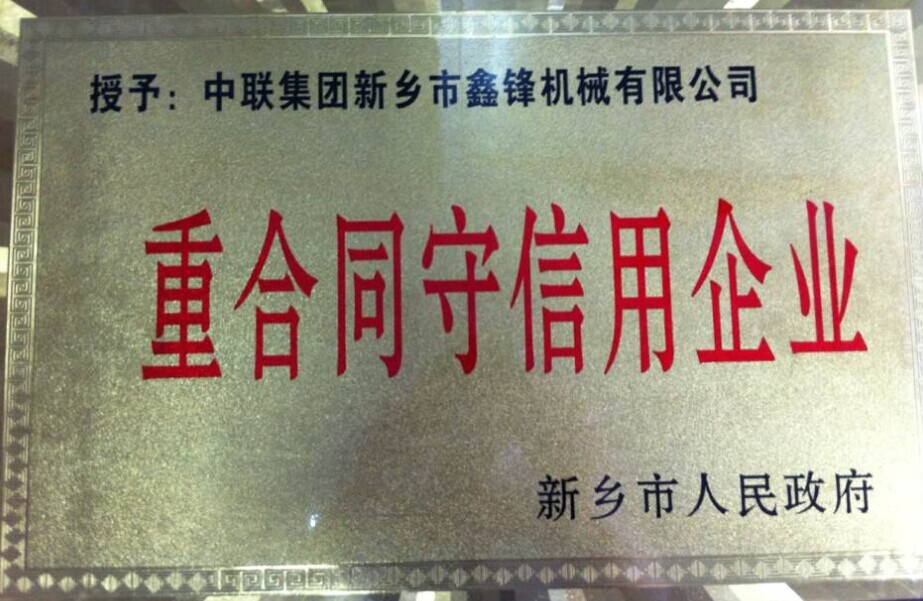 授予：中联集团新乡市鑫锋机械有限公司
重合同守信用企业
新乡市人民政府